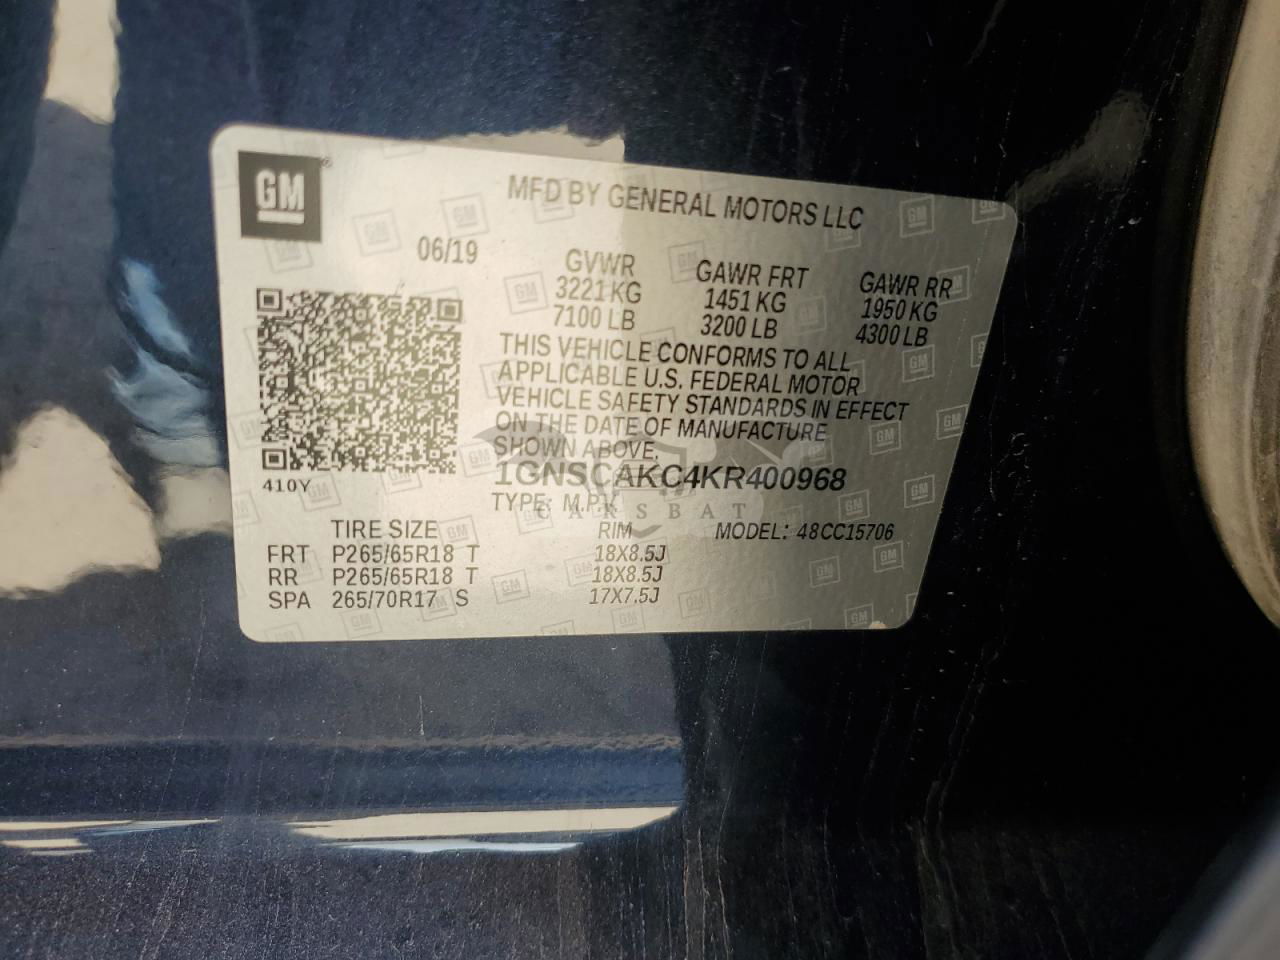 GM
MFD BY GENERAL MOTORS LLC
06/19
GVWR GAWR FRT GAWR RR
3221 KG 1451 KG 1950 KG
7100 LB 3200 LB 4300 LB
THIS VEHICLE CONFORMS TO ALL
APPLICABLE U.S. FEDERAL MOTOR
VEHICLE SAFETY STANDARDS IN EFFECT
ON THE DATE OF MANUFACTURE
SHOWN ABOVE.
410Y
1GNSCAKC4KR400968
TYPE: M.P.V.
CARSBAT
TIRE SIZE RIM MODEL: 48CC15706
FRT P265/65R18 T 18X8.5J
RR P265/65R18 T 18X8.5J
SPA 265/70R17 S 17X7.5J